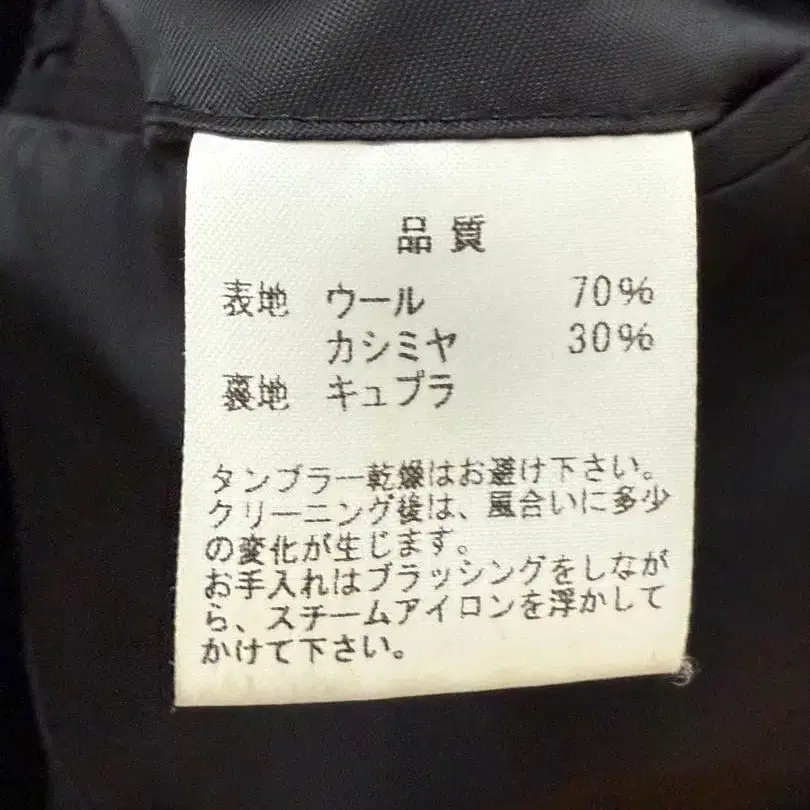 品質
表地 ウール 70%
カシミヤ 30%
裏地 キュプラ
タンブラー乾燥はお避け下さい。
クリーニング後は、風合いに多少
の変化が生じます。
お手入れはブラッシングをしなが
ら、スチームアイロンを浮かして
かけて下さい。